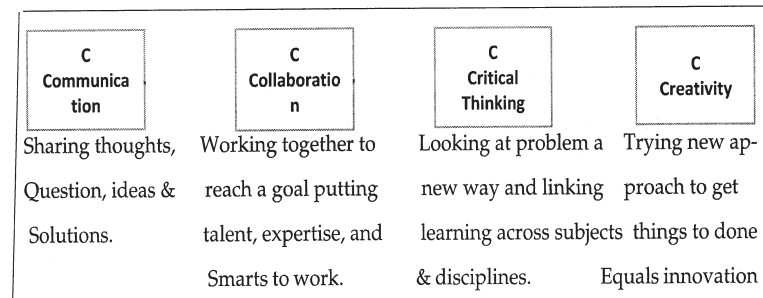 C
Communica
tion
C
Collaboratio
n
C
Critical
Thinking
C
Creativity
Sharing thoughts,
Question, ideas &
Solutions.
Working together to
reach a goal putting
talent, expertise, and
Smarts to work.
Looking at problem a
new way and linking
learning across subjects
& disciplines.
Trying new ap-
proach to get
things to done
Equals innovation